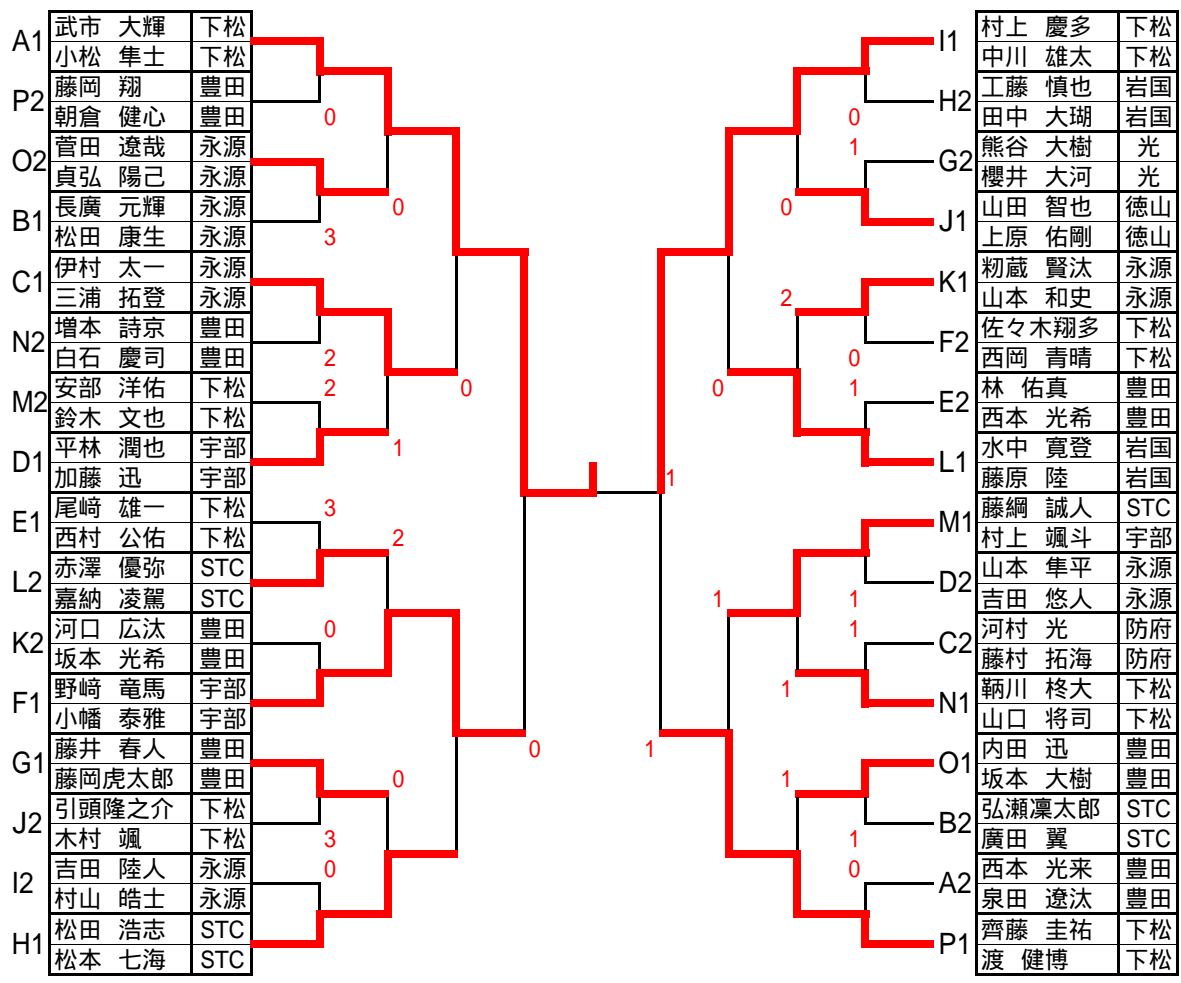 A1 武市 大輝 下松
小松 隼士 下松
P2 藤岡 翔 豊田
朝倉 健心 豊田
O2 菅田 遼哉 永源
貞弘 陽己 永源
B1 長廣 元輝 永源
松田 康生 永源
C1 伊村 太一 永源
三浦 拓登 永源
N2 増本 詩京 豊田
白石 慶司 豊田
M2 安部 洋佑 下松
鈴木 文也 下松
D1 平林 潤也 宇部
加藤 迅 宇部
E1 尾﨑 雄一 下松
西村 公佑 下松
L2 赤澤 優弥 STC
嘉納 凌駕 STC
K2 河口 広汰 豊田
坂本 光希 豊田
F1 野﨑 竜馬 宇部
小幡 泰雅 宇部
G1 藤井 春人 豊田
藤岡虎太郎 豊田
J2 引頭隆之介 下松
木村 颯 下松
I2 吉田 陸人 永源
村山 皓士 永源
H1 松田 浩志 STC
松本 七海 STC
0
3
2
2
3
0
3
0
0
1
2
0
0
0
1
1
0
1
0
2
1
1
0
1
0
1
1
1
1
0
I1 村上 慶多 下松
中川 雄太 下松
H2 工藤 慎也 岩国
田中 大瑚 岩国
G2 熊谷 大樹 光
櫻井 大河 光
J1 山田 智也 徳山
上原 佑剛 徳山
K1 籾蔵 賢汰 永源
山本 和史 永源
F2 佐々木翔多 下松
西岡 青晴 下松
E2 林 佑真 豊田
西本 光希 豊田
L1 水中 寛登 岩国
藤原 陸 岩国
M1 藤綱 誠人 STC
村上 颯斗 宇部
D2 山本 隼平 永源
吉田 悠人 永源
C2 河村 光 防府
藤村 拓海 防府
N1 鞆川 柊大 下松
山口 将司 下松
O1 内田 迅 豊田
坂本 大樹 豊田
B2 弘瀬凜太郎 STC
廣田 翼 STC
A2 西本 光来 豊田
泉田 遼汰 豊田
P1 齊藤 圭祐 下松
渡 健博 下松